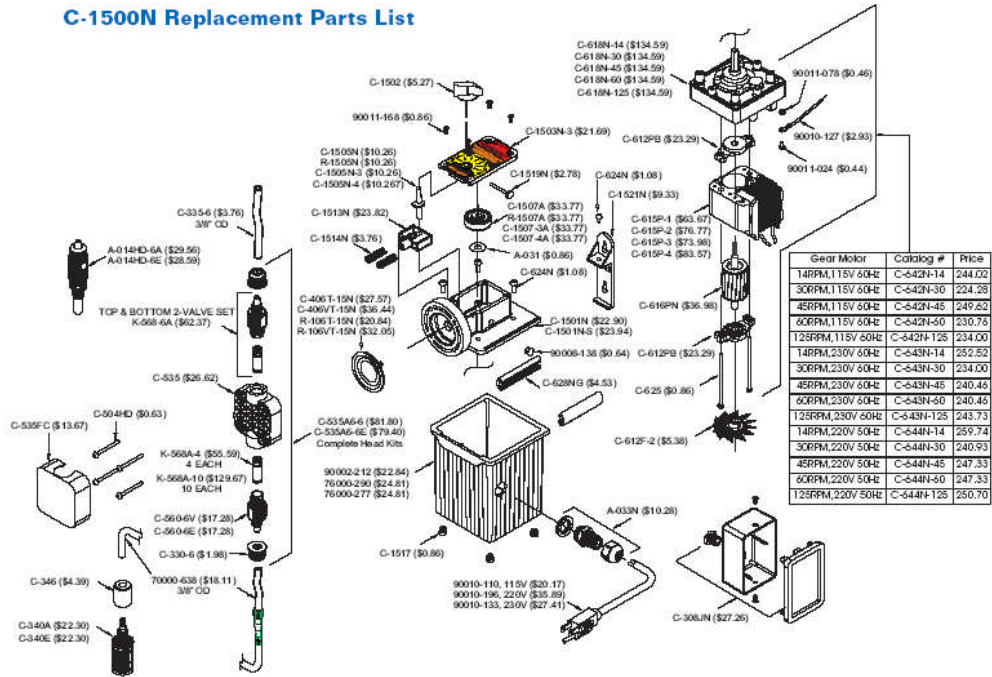 C-1500N Replacement Parts List
C-1502 ($5.27)
90011-168 ($0.86)
C-1503N-3 ($21.69)
C-1505N ($10.26)
R-1505N ($10.26)
C-1505N-3 ($10.26)
C-1505N-4 ($10.267)
C-1519N ($2.78)
C-1513N ($23.82)
C-1507A ($33.77)
R-1507A ($33.77)
C-1507-3A ($33.77)
C-1507-4A ($33.77)
C-1514N ($3.76)
A-031 ($0.86)
C-624N ($1.08)
C-624N ($1.08)
C-1521N ($9.33)
C-618N-14 ($134.59)
C-618N-30 ($134.59)
C-618N-45 ($134.59)
C-618N-60 ($134.59)
C-618N-125 ($134.59)
90011-078 ($0.46)
C-612PB ($23.29)
90010-127 ($2.93)
90011-024 ($0.44)
C-615P-1 ($63.67)
C-615P-2 ($76.77)
C-615P-3 ($73.98)
C-615P-4 ($83.57)
C-616PN ($36.98)
C-612PB ($23.29)
C-625 ($0.86)
C-612F-2 ($5.38)
C-335-6 ($3.76)
3/8" OD
A-014HD-6A ($29.56)
A-014HD-6E ($28.59)
TOP & BOTTOM 2-VALVE SET
K-568-6A ($62.37)
C-406T-15N ($27.57)
C-406VT-15N ($36.44)
R-106T-15N ($20.84)
R-106VT-15N ($32.05)
C-1501N ($22.90)
C-1501N-S ($23.94)
90008-138 ($0.64)
C-628NG ($4.53)
C-535 ($26.62)
C-504HD ($0.63)
C-535FC ($13.67)
C-535A6-6 ($81.80)
C-535A6-6E ($79.40)
Complete Head Kits
K-568A-4 ($55.59)
4 EACH
K-568A-10 ($129.67)
10 EACH
90002-212 ($22.84)
76000-290 ($24.81)
76000-277 ($24.81)
C-560-6V ($17.28)
C-560-6E ($17.28)
A-033N ($10.28)
C-330-6 ($1.98)
C-1517 ($0.86)
C-346 ($4.39)
70000-638 ($18.11)
3/8" OD
90010-110, 115V ($20.17)
90010-196, 220V ($35.89)
90010-133, 230V ($27.41)
C-340A ($22.30)
C-340E ($22.30)
C-308JN ($27.26)
Gear Motor Catalog # Price
14RPM,115V 60Hz C-642N-14 244.02
30RPM,115V 60Hz C-642N-30 224.28
45RPM,115V 60Hz C-642N-45 249.62
60RPM,115V 60Hz C-642N-60 230.76
125RPM,115V 60Hz C-642N-125 234.00
14RPM,230V 60Hz C-643N-14 252.52
30RPM,230V 60Hz C-643N-30 234.00
45RPM,230V 60Hz C-643N-45 240.46
60RPM,230V 60Hz C-643N-60 240.46
125RPM,230V 60Hz C-643N-125 243.73
14RPM,220V 50Hz C-644N-14 259.74
30RPM,220V 50Hz C-644N-30 240.93
45RPM,220V 50Hz C-644N-45 247.33
60RPM,220V 50Hz C-644N-60 247.33
125RPM,220V 50Hz C-644N-125 250.70